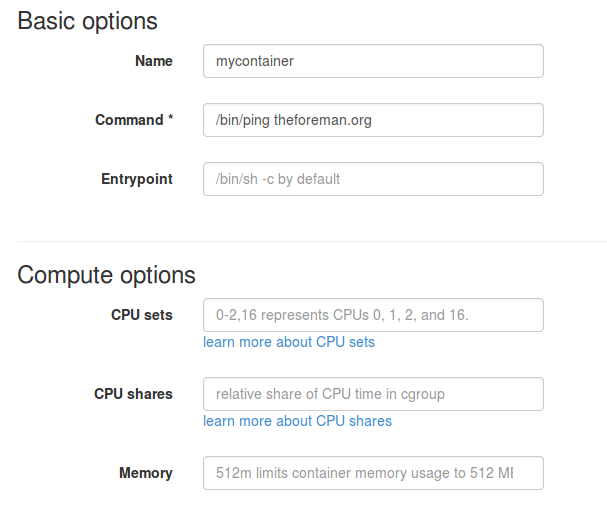 Basic options
Name mycontainer
Command * /bin/ping theforeman.org
Entrypoint /bin/sh -c by default
Compute options
CPU sets 0-2,16 represents CPUs 0, 1, 2, and 16.
learn more about CPU sets
CPU shares relative share of CPU time in cgroup
learn more about CPU shares
Memory 512m limits container memory usage to 512